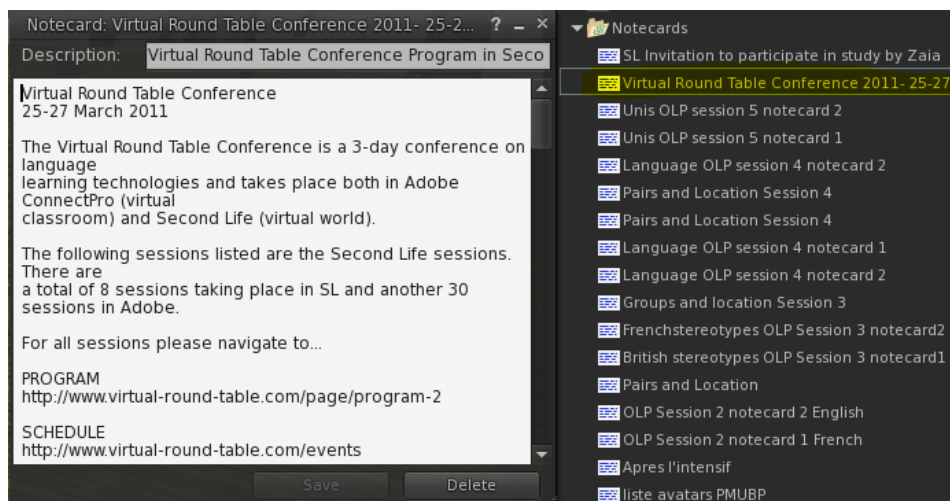 Notecard: Virtual Round Table Conference 2011- 25-2... ? _ ×
Description: Virtual Round Table Conference Program in Seco
Virtual Round Table Conference
25-27 March 2011
The Virtual Round Table Conference is a 3-day conference on
language
learning technologies and takes place both in Adobe
ConnectPro (virtual
classroom) and Second Life (virtual world).
The following sessions listed are the Second Life sessions.
There are
a total of 8 sessions taking place in SL and another 30
sessions in Adobe.
For all sessions please navigate to...
PROGRAM
http://www.virtual-round-table.com/page/program-2
SCHEDULE
http://www.virtual-round-table.com/events
Save Delete
Notecards
SL Invitation to participate in study by Zaia
Virtual Round Table Conference 2011- 25-27
Unis OLP session 5 notecard 2
Unis OLP session 5 notecard 1
Language OLP session 4 notecard 2
Pairs and Location Session 4
Pairs and Location Session 4
Language OLP session 4 notecard 1
Language OLP session 4 notecard 2
Groups and location Session 3
Frenchstereotypes OLP Session 3 notecard2
British stereotypes OLP Session 3 notecard1
Pairs and Location
OLP Session 2 notecard 2 English
OLP Session 2 notecard 1 French
Apres l'intensif
liste avatars PMUBP